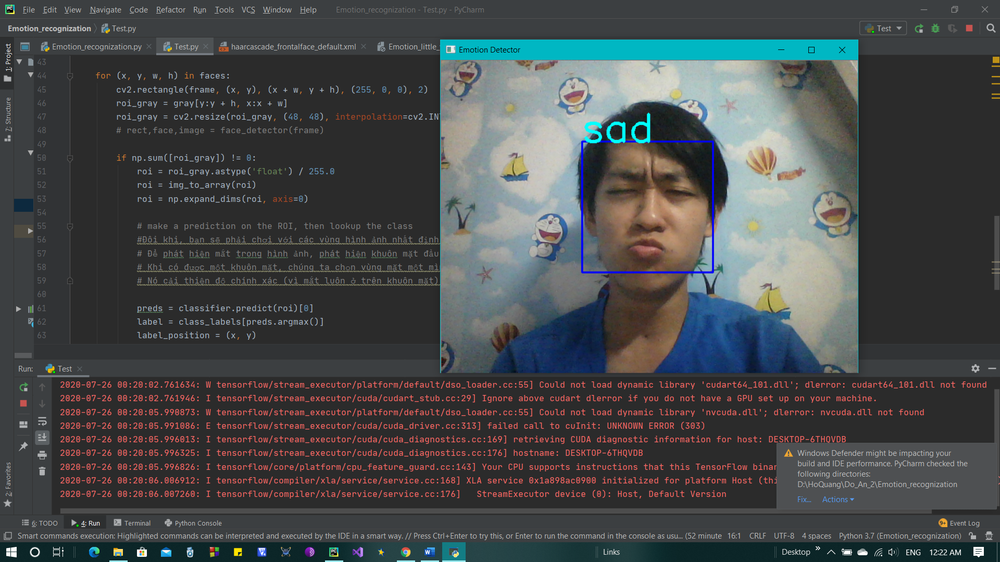 File Edit View Navigate Code Refactor Run Tools VCS Window Help Emotion_recognization - Test.py - PyCharm
Emotion_recognization Test.py
Test
Emotion_recognization.py Test.py haarcascade_frontalface_default.xml Emotion_little_
1: Project
7: Structure
2: Favorites
43
44 for (x, y, w, h) in faces:
45 cv2.rectangle(frame, (x, y), (x + w, y + h), (255, 0, 0), 2)
46 roi_gray = gray[y:y + h, x:x + w]
47 roi_gray = cv2.resize(roi_gray, (48, 48), interpolation=cv2.IN
48 # rect,face,image = face_detector(frame)
49
50 if np.sum([roi_gray]) != 0:
51 roi = roi_gray.astype('float') / 255.0
52 roi = img_to_array(roi)
53 roi = np.expand_dims(roi, axis=0)
54
55 # make a prediction on the ROI, then lookup the class
56 #Đôi khi, bạn sẽ phải chơi với các vùng hình ảnh nhất định
57 # Để phát hiện mắt trong hình ảnh, phát hiện khuôn mặt đầu
58 # Khi có được một khuôn mặt, chúng ta chọn vùng mặt một mì
59 # Nó cải thiện độ chính xác (vì mắt luôn ở trên khuôn mặt)
60
61 preds = classifier.predict(roi)[0]
62 label = class_labels[preds.argmax()]
63 label_position = (x, y)
Emotion Detector
sad
Run: Test
2020-07-26 00:20:02.761634: W tensorflow/stream_executor/platform/default/dso_loader.cc:55] Could not load dynamic library 'cudart64_101.dll'; dlerror: cudart64_101.dll not found
2020-07-26 00:20:02.761946: I tensorflow/stream_executor/cuda/cudart_stub.cc:29] Ignore above cudart dlerror if you do not have a GPU set up on your machine.
2020-07-26 00:20:05.990873: W tensorflow/stream_executor/platform/default/dso_loader.cc:55] Could not load dynamic library 'nvcuda.dll'; dlerror: nvcuda.dll not found
2020-07-26 00:20:05.991086: E tensorflow/stream_executor/cuda/cuda_driver.cc:313] failed call to cuInit: UNKNOWN ERROR (303)
2020-07-26 00:20:05.996013: I tensorflow/stream_executor/cuda/cuda_diagnostics.cc:169] retrieving CUDA diagnostic information for host: DESKTOP-6THQVDB
2020-07-26 00:20:05.996325: I tensorflow/stream_executor/cuda/cuda_diagnostics.cc:176] hostname: DESKTOP-6THQVDB
2020-07-26 00:20:05.996826: I tensorflow/core/platform/cpu_feature_guard.cc:143] Your CPU supports instructions that this TensorFlow binar
2020-07-26 00:20:06.006912: I tensorflow/compiler/xla/service/service.cc:168] XLA service 0x1a898ac0900 initialized for platform Host (thi
2020-07-26 00:20:06.007260: I tensorflow/compiler/xla/service/service.cc:176] StreamExecutor device (0): Host, Default Version
Windows Defender might be impacting your
build and IDE performance. PyCharm checked the
following directories:
D:\HoQuang\Do_An_2\Emotion_recognization
Fix... Actions
6: TODO 4: Run Terminal Python Console 9+ Event Log
Smart commands execution: Highlighted commands can be interpreted and executed by the IDE in a smart way. // Press Ctrl+Enter to try this, or Enter to run the command in the console as usu... (52 minute 16:1 CRLF UTF-8 4 spaces Python 3.7 (Emotion_recognization)
Links Desktop ENG 12:22 AM